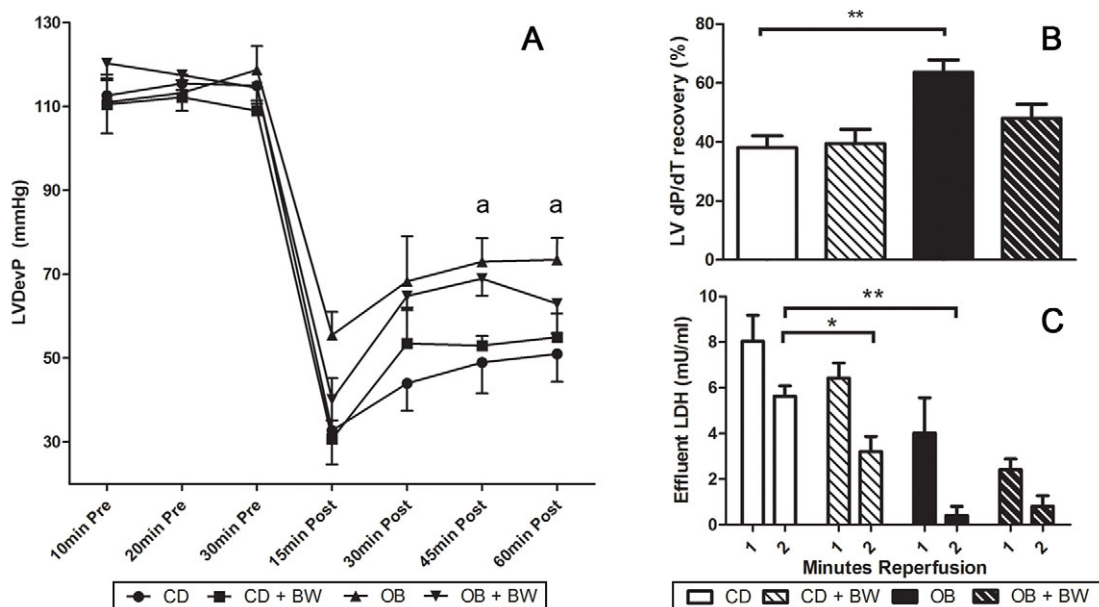 A
LVDevP (mmHg)
130
110
90
70
50
30
a a
10min Pre
20min Pre
30min Pre
15min Post
30min Post
45min Post
60min Post
CD CD + BW OB OB + BW
B
LV dP/dT recovery (%)
80
60
40
20
0
**
C
Effluent LDH (mU/ml)
10
8
6
4
2
0
**
*
1 2 1 2 1 2 1 2
Minutes Reperfusion
CD CD + BW OB OB + BW